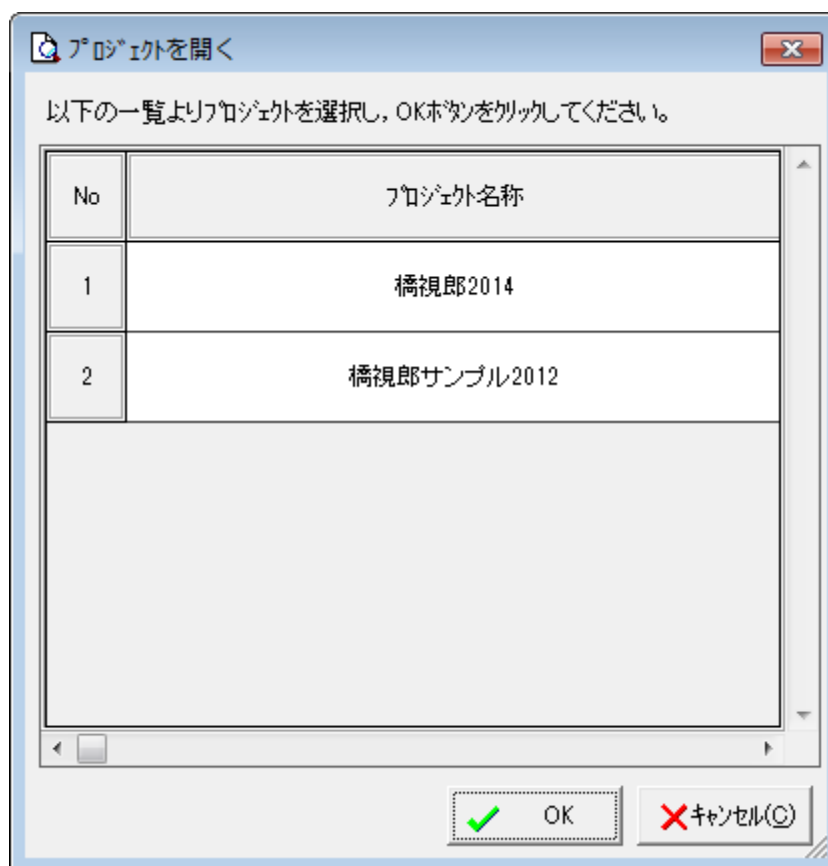 プロジェクトを開く
以下の一覧よりプロジェクトを選択し,OKボタンをクリックしてください。
No プロジェクト名称
1 橋視郎2014
2 橋視郎サンプル2012
OK キャンセル(C)